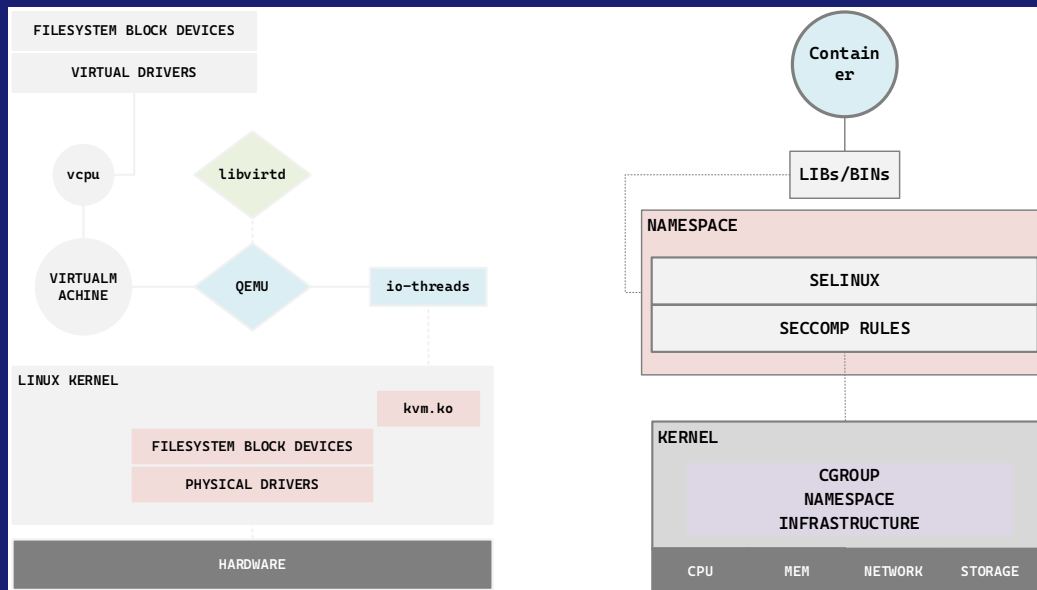 FILESYSTEM BLOCK DEVICES
VIRTUAL DRIVERS
vcpu
libvirtd
VIRTUALM
ACHINE
QEMU
io-threads
LINUX KERNEL
kvm.ko
FILESYSTEM BLOCK DEVICES
PHYSICAL DRIVERS
HARDWARE
Contain
er
LIBs/BINs
NAMESPACE
SELINUX
SECCOMP RULES
KERNEL
CGROUP
NAMESPACE
INFRASTRUCTURE
CPU
MEM
NETWORK
STORAGE